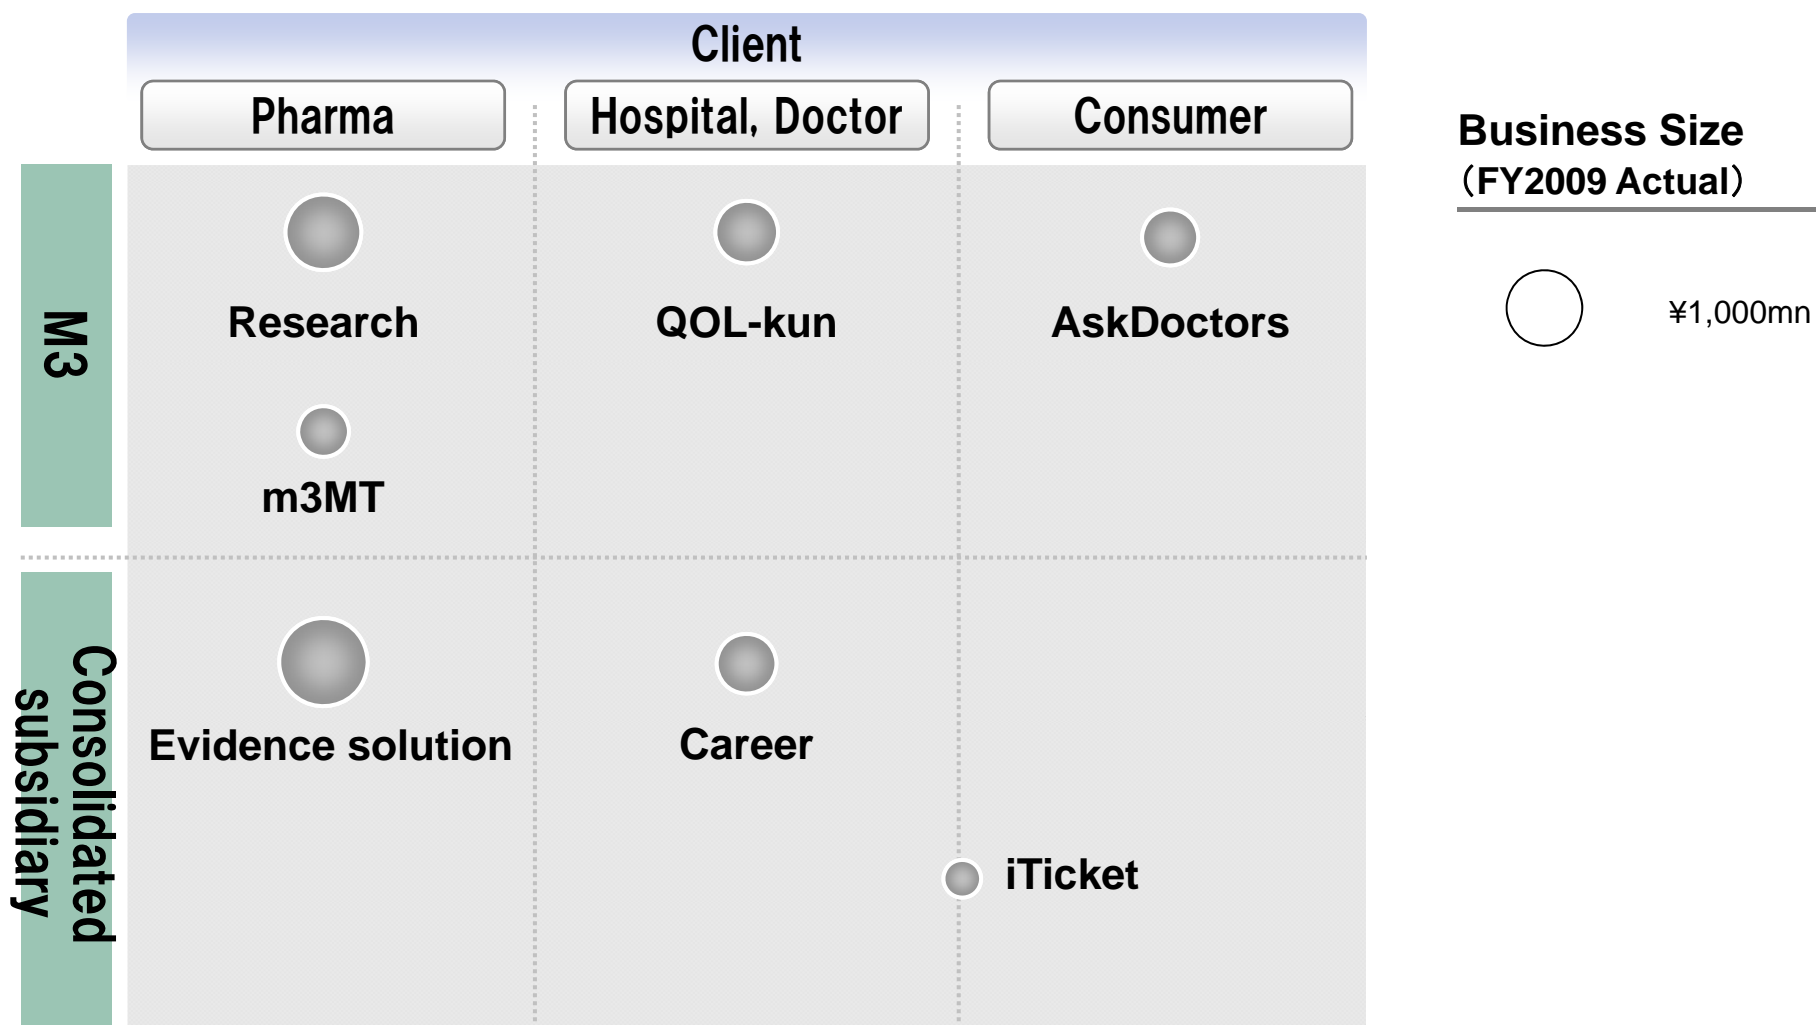 Client
Pharma
Hospital, Doctor
Consumer
Business Size
（FY2009 Actual）
¥1,000mn
M3
Research
QOL-kun
AskDoctors
m3MT
Consolidated
subsidiary
Evidence solution
Career
iTicket